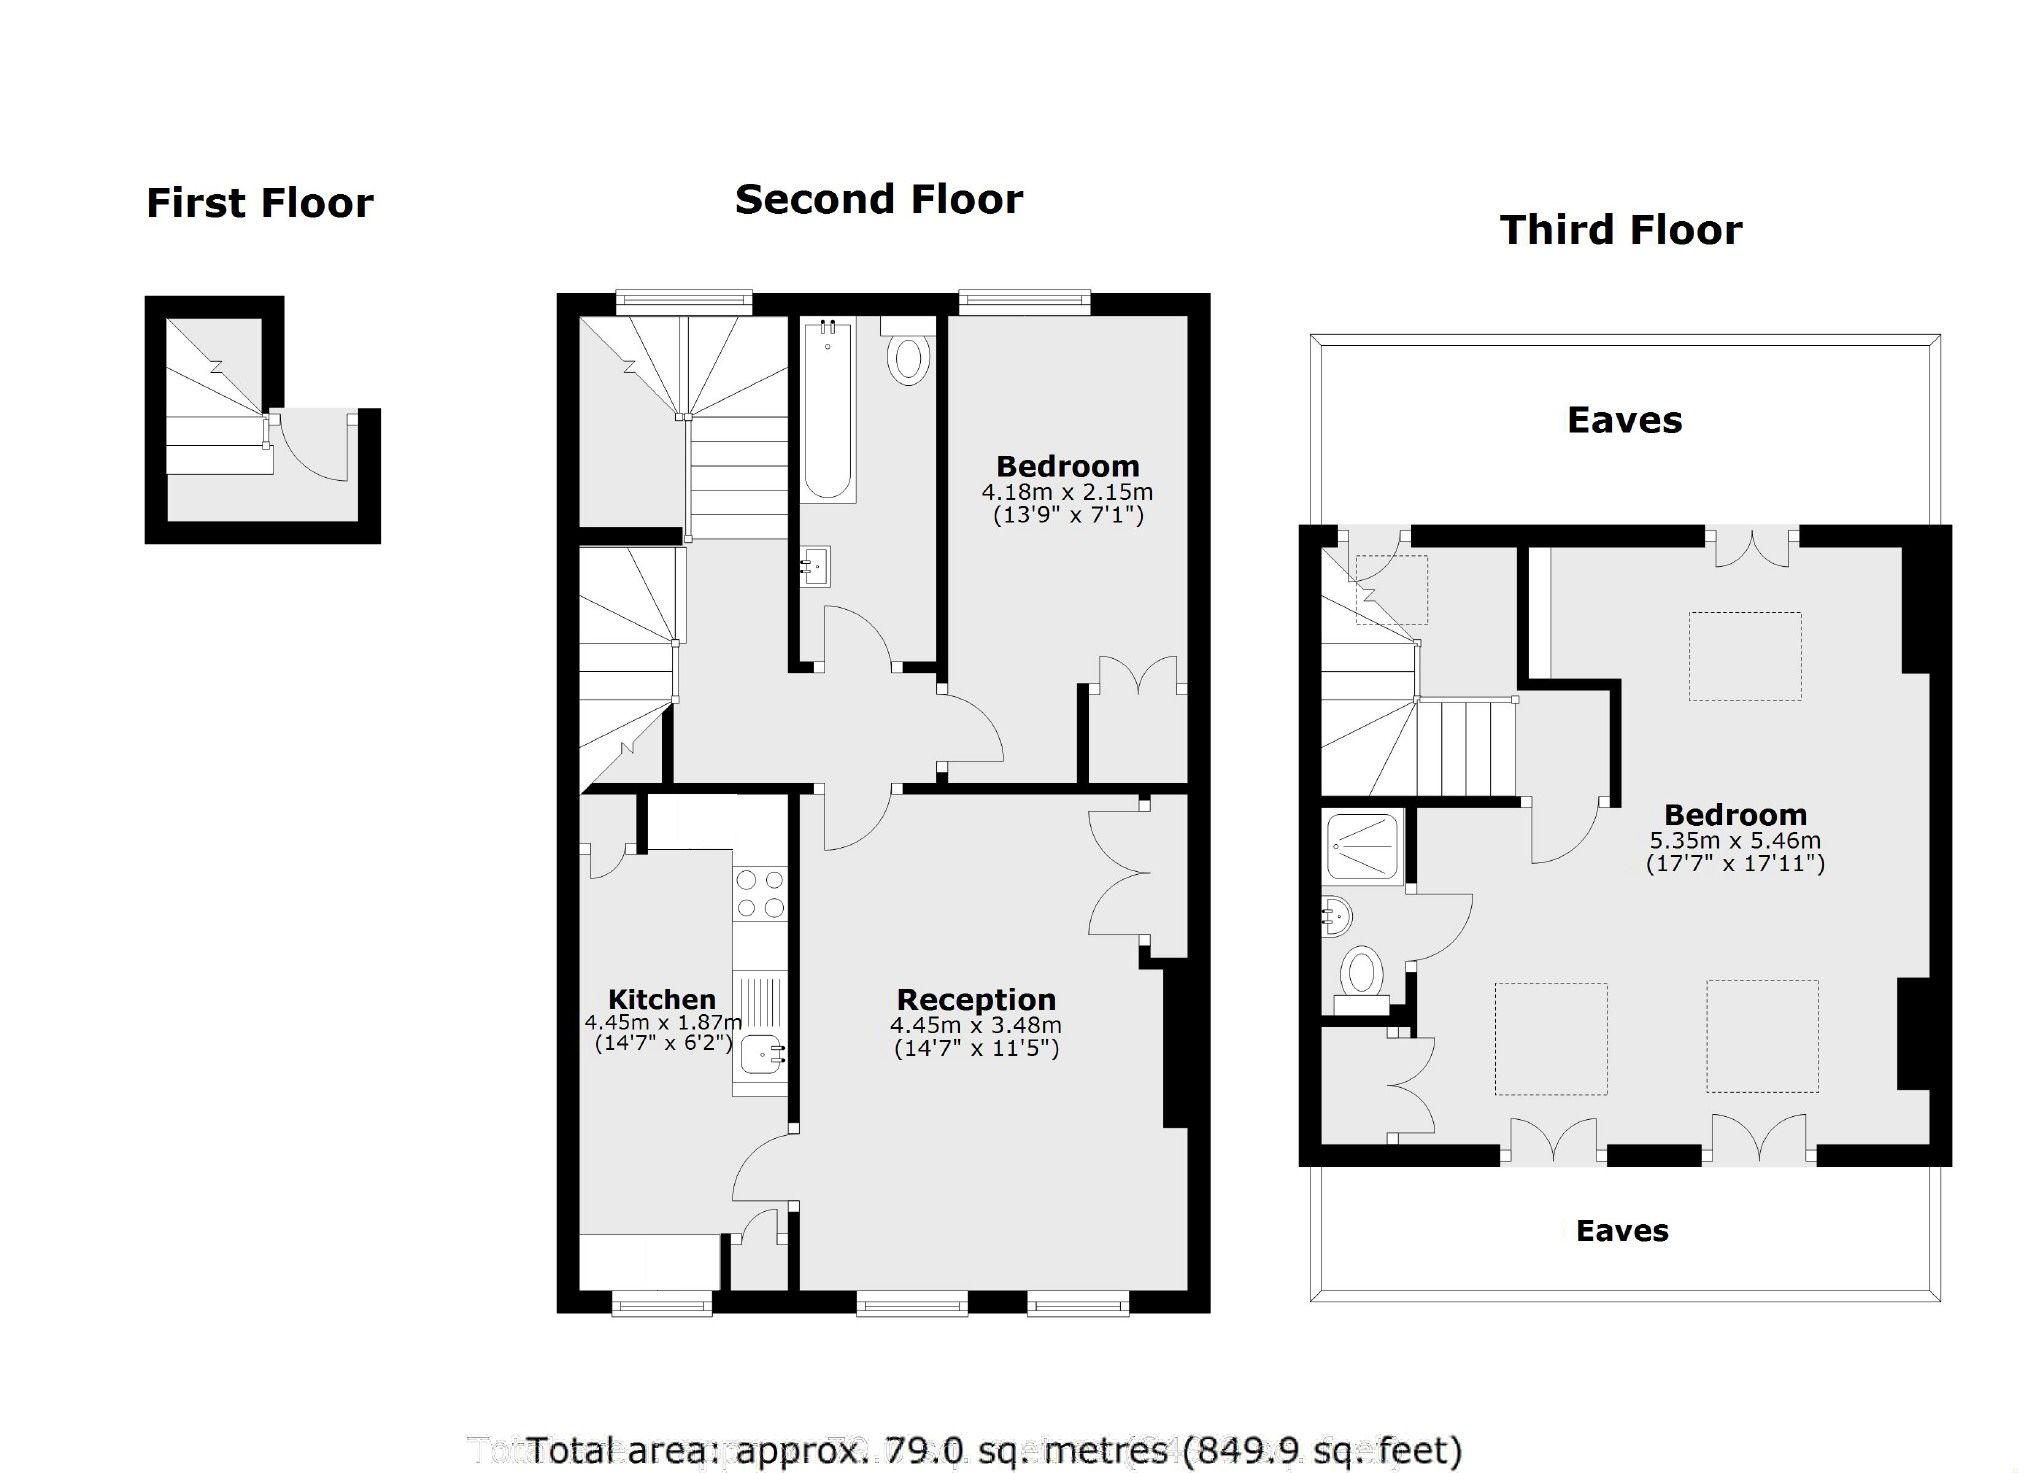 First Floor
Second Floor
Third Floor
Eaves
Bedroom
4.18m x 2.15m
(13'9" x 7'1")
Bedroom
5.35m x 5.46m
(17'7" x 17'11")
Kitchen
4.45m x 1.87m
(14'7" x 6'2")
Reception
4.45m x 3.48m
(14'7" x 11'5")
Eaves
Total area: approx. 79.0 sq. metres (849.9 sq. feet)